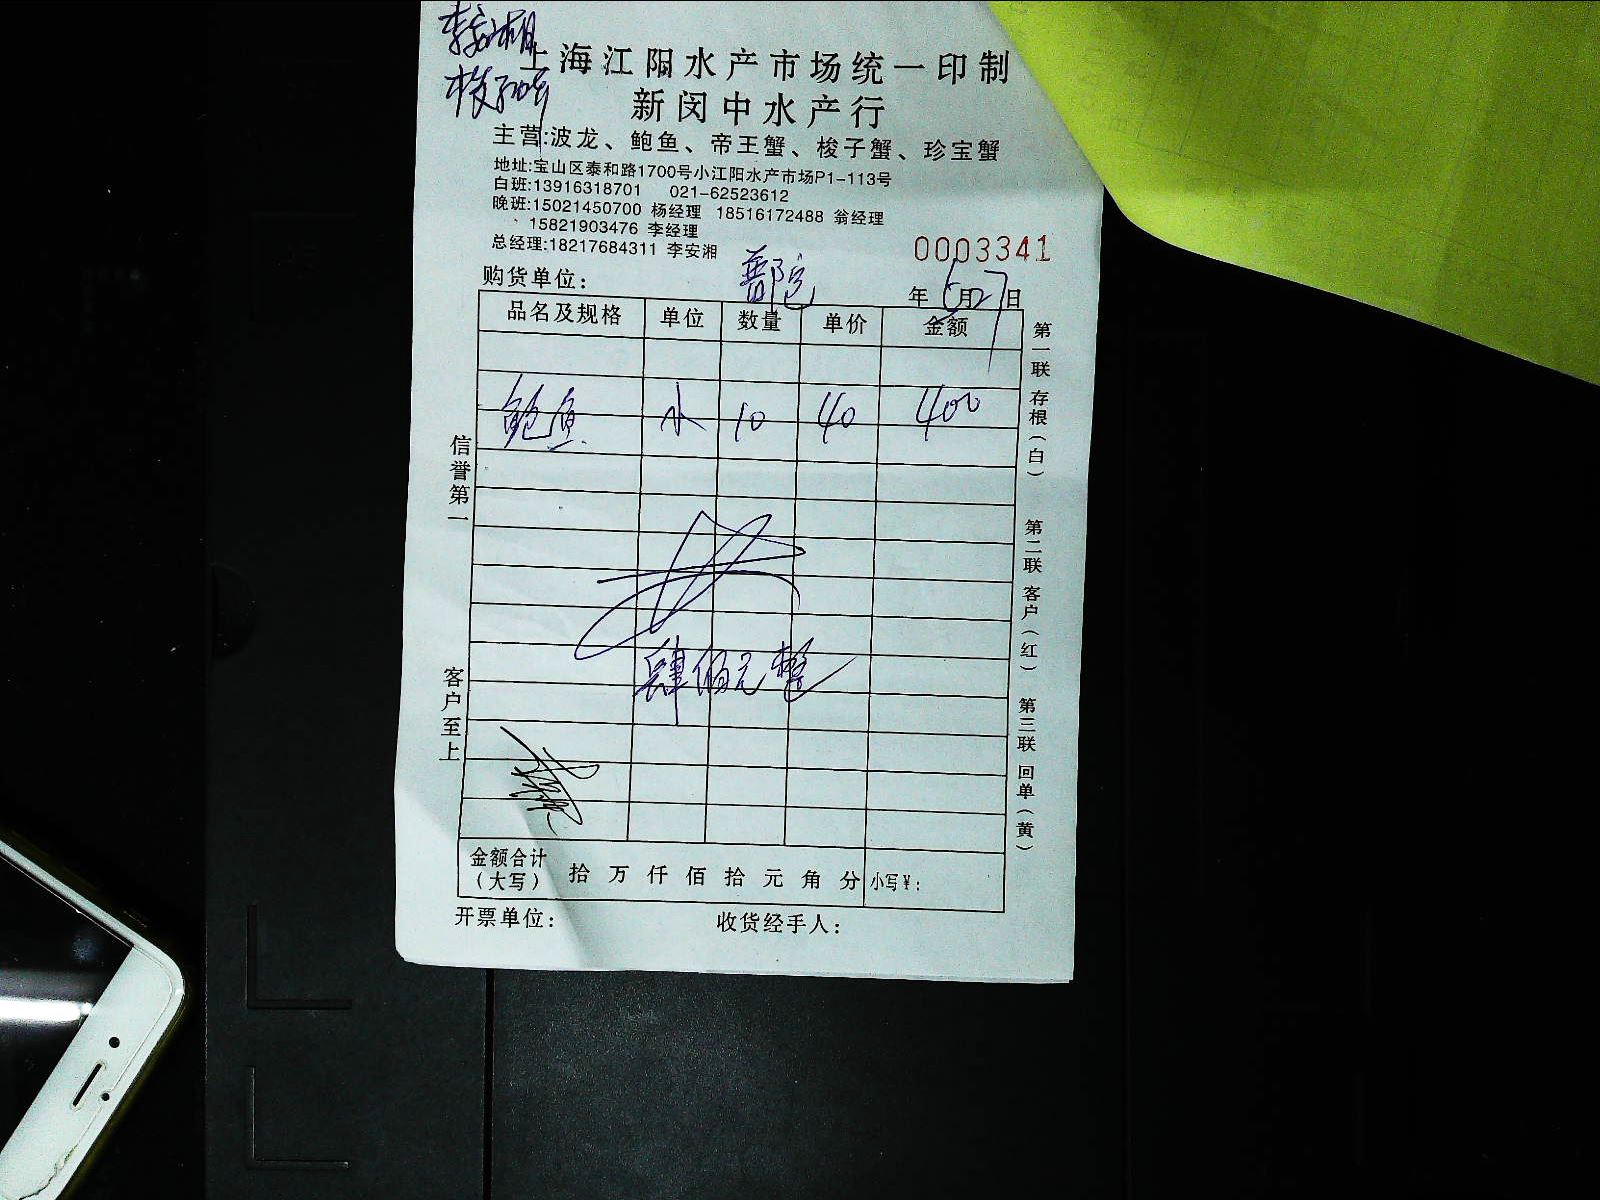 李安湘
上海江阳水产市场统一印制
新闵中水产行
主营:波龙、鲍鱼、帝王蟹、梭子蟹、珍宝蟹
地址:宝山区泰和路1700号小江阳水产市场P1-113号
白班:13916318701 021-62523612
晚班:15021450700 杨经理 18516172488 翁经理
15821903476 李经理
总经理:18217684311 李安湘
0003341
购货单位:
年 6月27日
品名及规格 单位 数量 单价 金额
鲍鱼 10 40 400
肆佰元整
金额合计
(大写) 拾 万 仟 佰 拾 元 角 分 小写¥:
开票单位: 收货经手人:
信誉第一
客户至上
第一联 存根(白)
第二联 客户(红)
第三联 回单(黄)